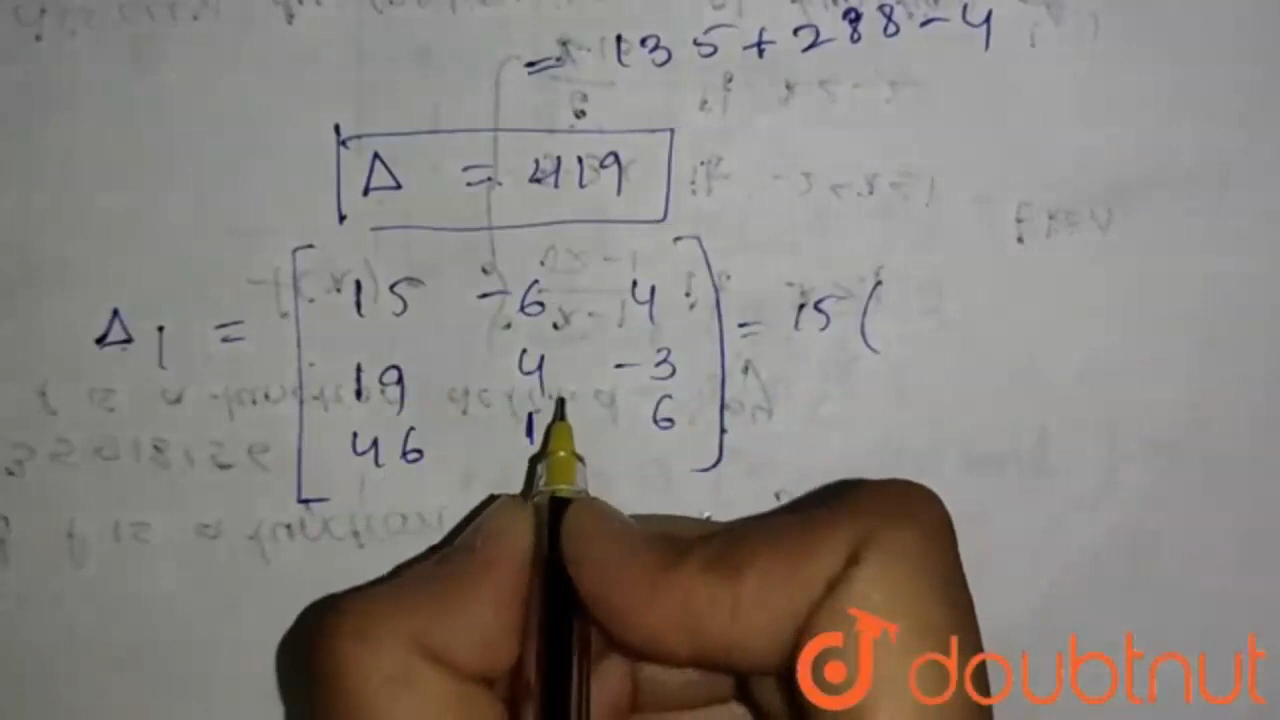 = 135+288-4
Δ = 419
Δ1 = [ 15 -6 4 ] = 15 (
19 4 -3
46 1 6
doubtnut